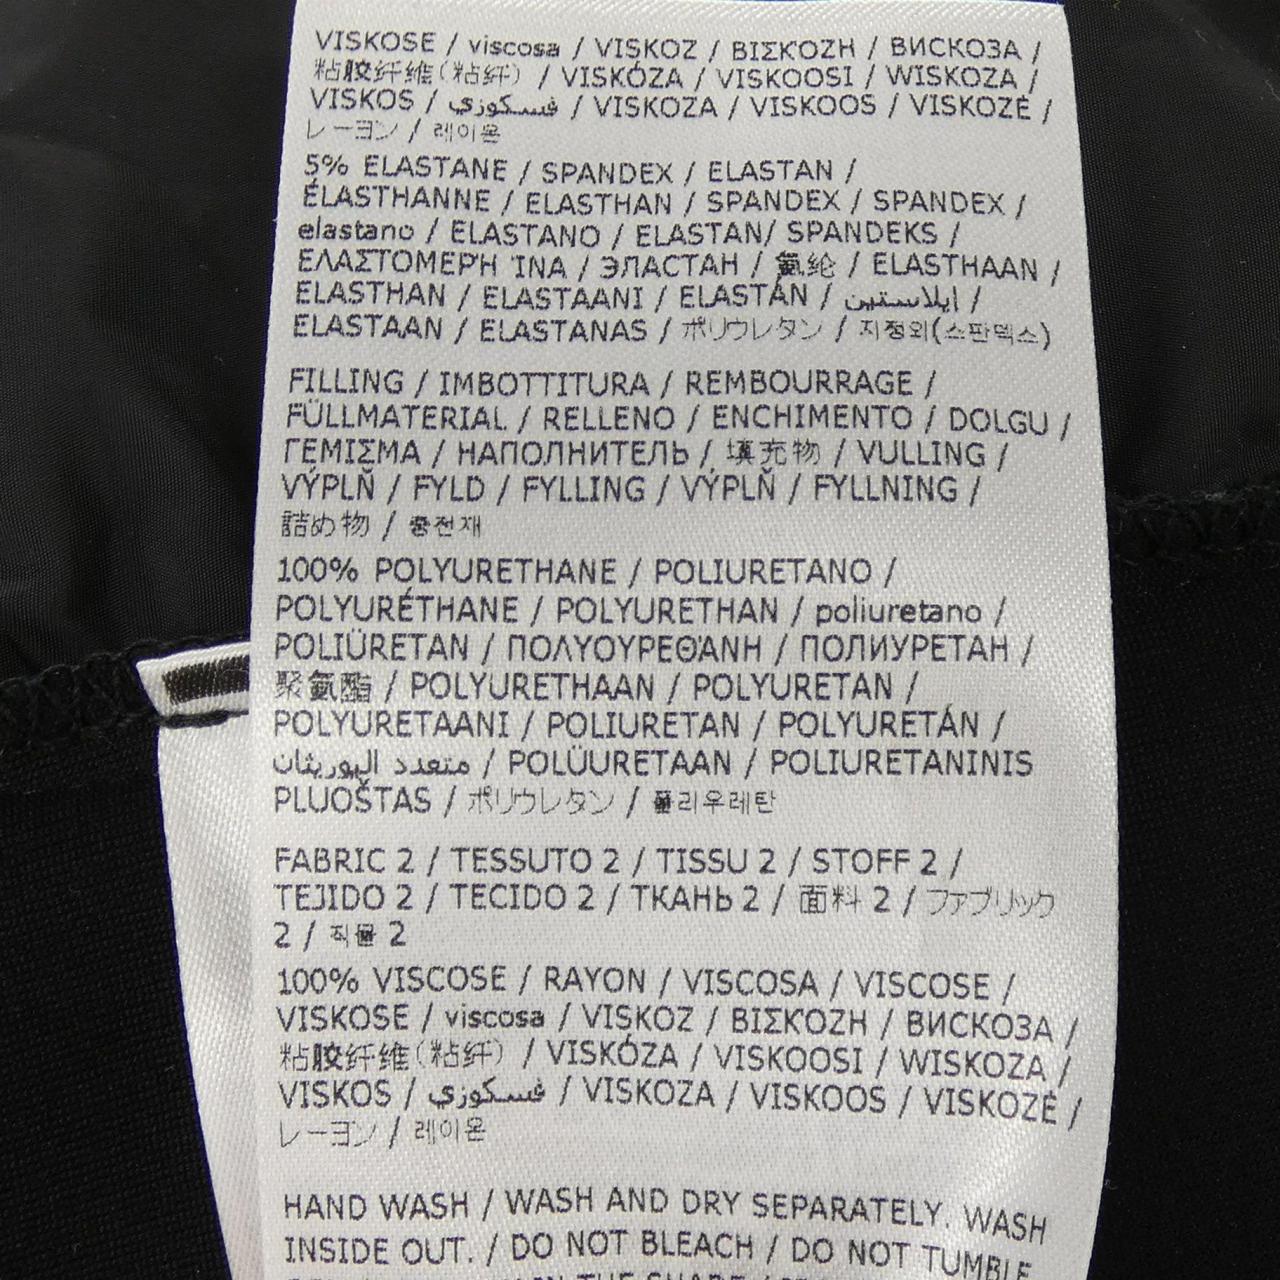 VISKOSE / viscosa / VISKOZ / ΒΙΣΚΌΖΗ / ВИСКОЗА /
粘胶纤维(粘纤) / VISKÓZA / VISKOOSI / WISKOZA /
VISKOS / فسكوزي / VISKOZA / VISKOOS / VISKOZĖ /
レーヨン / 레이온
5% ELASTANE / SPANDEX / ELASTAN /
ÉLASTHANNE / ELASTHAN / SPANDEX / SPANDEX /
elastano / ELASTANO / ELASTAN/ SPANDEKS /
ΕΛΑΣΤΟΜΕΡΉ ΊΝΑ / ЭЛАСТАН / 氨纶 / ELASTHAAN /
ELASTHAN / ELASTAANI / ELASTÁN / ايلاستين /
ELASTAAN / ELASTANAS / ポリウレタン / 지정외(스판덱스)
FILLING / IMBOTTITURA / REMBOURRAGE /
FÜLLMATERIAL / RELLENO / ENCHIMENTO / DOLGU /
ΓΕΜΙΣΜΑ / НАПОЛНИТЕЛЬ / 填充物 / VULLING /
VÝPLŇ / FYLD / FYLLING / VÝPLŇ / FYLLNING /
詰め物 / 충전재
100% POLYURETHANE / POLIURETANO /
POLYURÉTHANE / POLYURETHAN / poliuretano /
POLIÜRETAN / ΠΟΛΥΟΥΡΕΘΆΝΗ / ПОЛИУРЕТАН /
聚氨酯 / POLYURETHAAN / POLYURETAN /
POLYURETAANI / POLIURETAN / POLYURETÁN /
متعدد اليوريثان / POLÜURETAAN / POLIURETANINIS
PLUOŠTAS / ポリウレタン / 폴리우레탄
FABRIC 2 / TESSUTO 2 / TISSU 2 / STOFF 2 /
TEJIDO 2 / TECIDO 2 / ТКАНЬ 2 / 面料 2 / ファブリック
2 / 직물 2
100% VISCOSE / RAYON / VISCOSA / VISCOSE /
VISKOSE / viscosa / VISKOZ / ΒΙΣΚΌΖΗ / ВИСКОЗА /
粘胶纤维(粘纤) / VISKÓZA / VISKOOSI / WISKOZA /
VISKOS / فسكوزي / VISKOZA / VISKOOS / VISKOZĖ /
レーヨン / 레이온
HAND WASH / WASH AND DRY SEPARATELY. WASH
INSIDE OUT. / DO NOT BLEACH / DO NOT TUMBLE